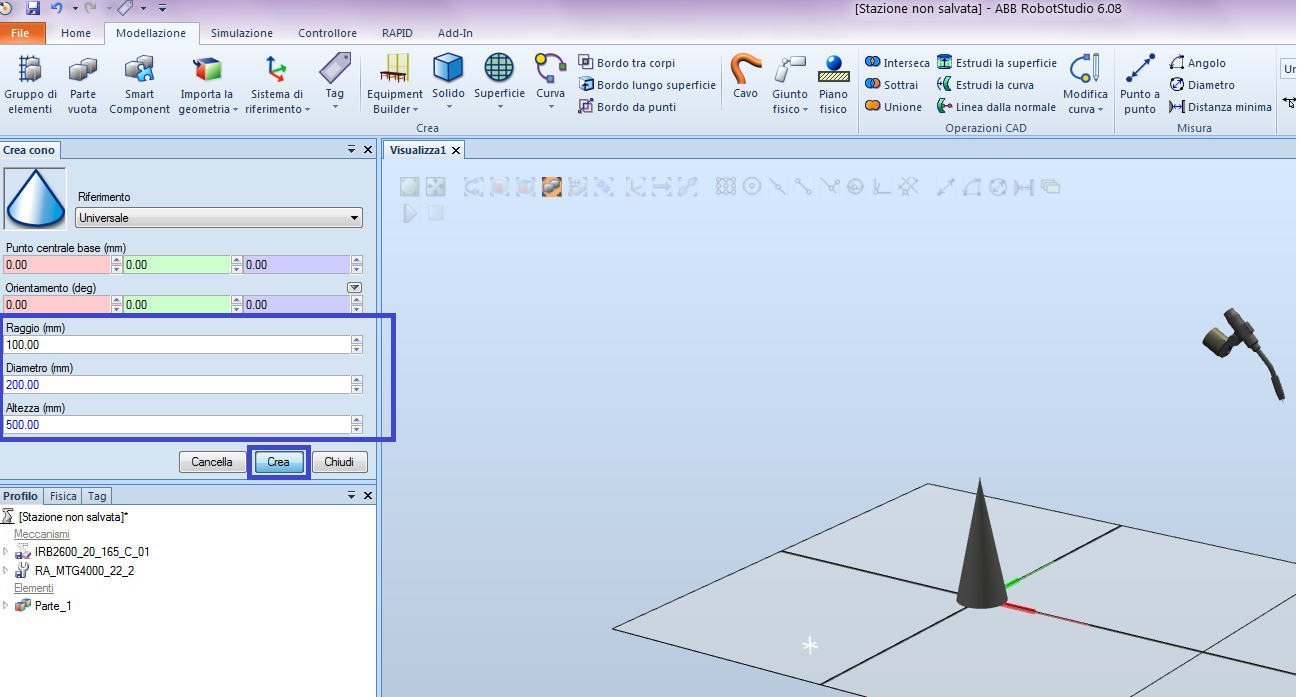 [Stazione non salvata] - ABB RobotStudio 6.08
File Home Modellazione Simulazione Controllore RAPID Add-In
Gruppo di elementi
Parte vuota
Smart Component
Importa la geometria
Sistema di riferimento
Tag
Equipment Builder
Solido
Superficie
Curva
Bordo tra corpi
Bordo lungo superficie
Bordo da punti
Crea
Cavo
Giunto fisico
Piano fisico
Interseca
Sottrai
Unione
Estrudi la superficie
Estrudi la curva
Linea dalla normale
Modifica curva
Operazioni CAD
Punto a punto
Angolo
Diametro
Distanza minima
Misura
Un
Crea cono
Visualizza1
Riferimento
Universale
Punto centrale base (mm)
0.00 0.00 0.00
Orientamento (deg)
0.00 0.00 0.00
Raggio (mm)
100.00
Diametro (mm)
200.00
Altezza (mm)
500.00
Cancella Crea Chiudi
Profilo Fisica Tag
[Stazione non salvata]*
Meccanismi
IRB2600_20_165_C_01
RA_MTG4000_22_2
Elementi
Parte_1